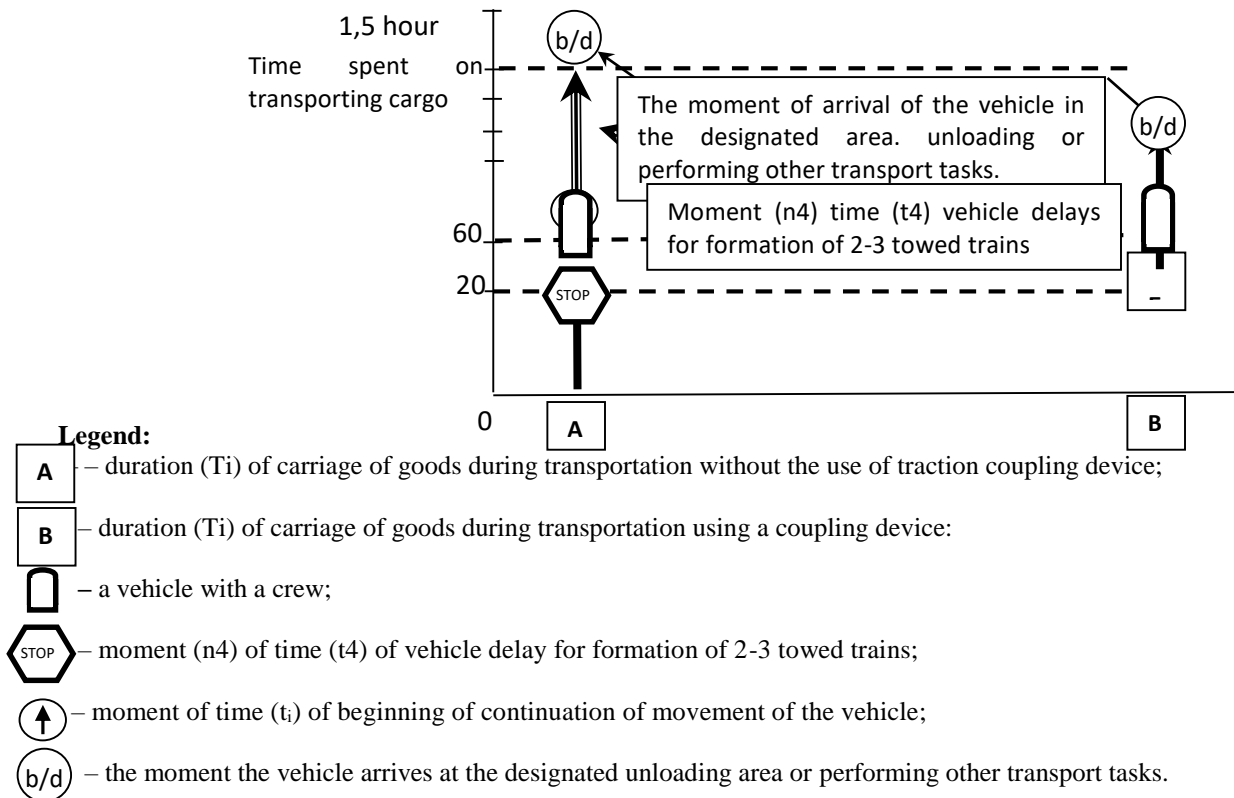 1,5 hour
Time spent on
transporting cargo
b/d
The moment of arrival of the vehicle in
the designated area. unloading or
performing other transport tasks.
b/d
Moment (n4) time (t4) vehicle delays
for formation of 2-3 towed trains
60
20
STOP
–
0
A
B
Legend:
A – duration (Ti) of carriage of goods during transportation without the use of traction coupling device;
B – duration (Ti) of carriage of goods during transportation using a coupling device:
– a vehicle with a crew;
STOP – moment (n4) of time (t4) of vehicle delay for formation of 2-3 towed trains;
– moment of time (ti) of beginning of continuation of movement of the vehicle;
b/d – the moment the vehicle arrives at the designated unloading area or performing other transport tasks.